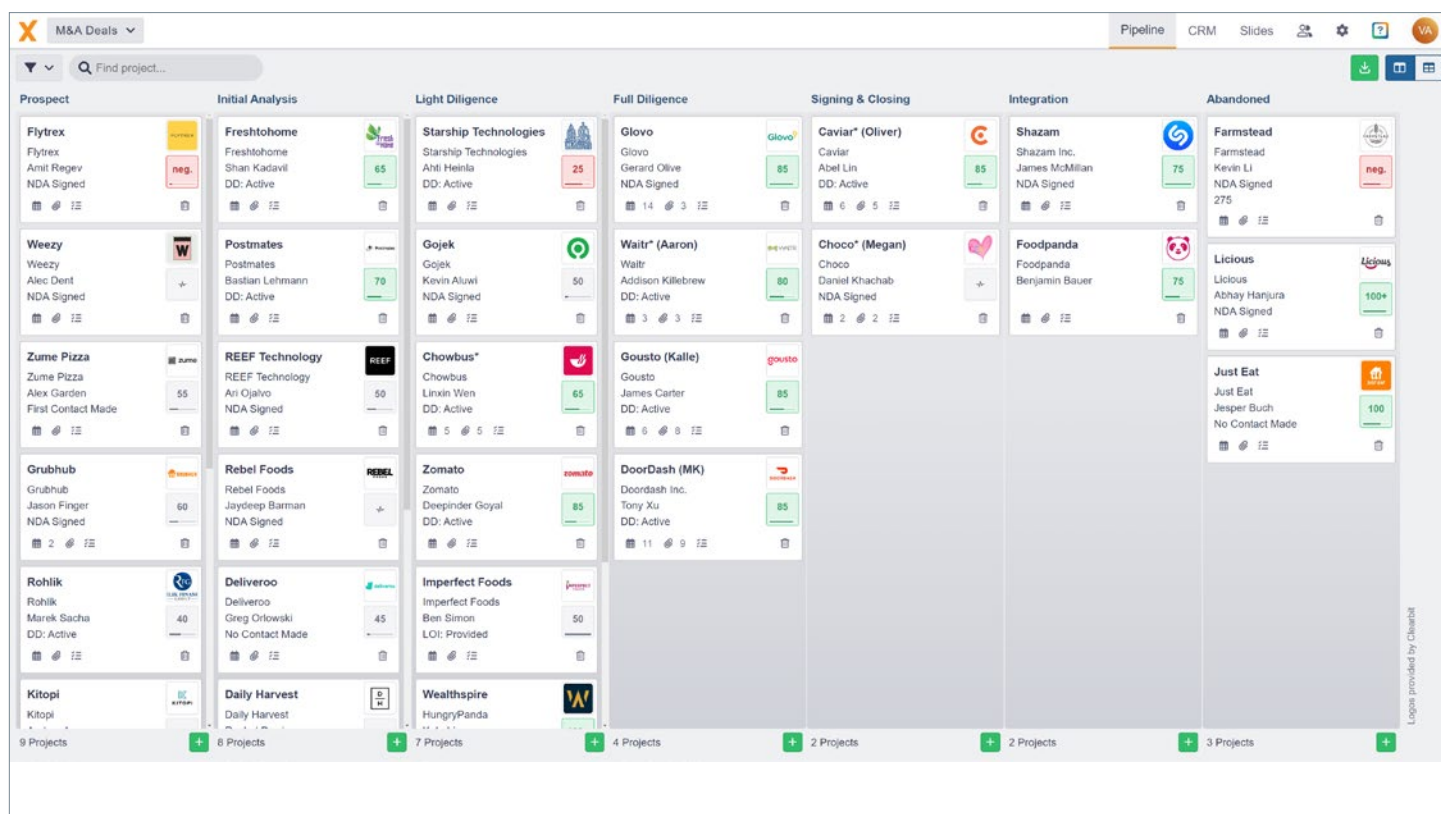 M&A Deals
Pipeline
CRM
Slides
?
VA
Find project...
Prospect
Flytrex
Flytrex
Amit Regev
NDA Signed
neg.
Weezy
W
Weezy
Alec Dent
NDA Signed
-/-
Zume Pizza
zume
Zume Pizza
Alex Garden
First Contact Made
55
Grubhub
Grubhub
Jason Finger
NDA Signed
60
2
Rohlik
Rohlik
Marek Sacha
DD: Active
40
Kitopi
KITOPI
Kitopi
9 Projects
+
Initial Analysis
Freshtohome
Freshtohome
Shan Kadavil
DD: Active
65
Postmates
Postmates
Bastian Lehmann
DD: Active
70
REEF Technology
REEF
REEF Technology
Ari Ojalvo
NDA Signed
50
Rebel Foods
REBEL
Rebel Foods
Jaydeep Barman
NDA Signed
-/-
Deliveroo
deliveroo
Deliveroo
Greg Orlowski
No Contact Made
45
Daily Harvest
D
H
Daily Harvest
8 Projects
+
Light Diligence
Starship Technologies
Starship Technologies
Ahti Heinla
DD: Active
25
Gojek
Gojek
Kevin Aluwi
NDA Signed
50
Chowbus*
Chowbus
Linxin Wen
DD: Active
65
5 5
Zomato
zomato
Zomato
Deepinder Goyal
DD: Active
85
Imperfect Foods
Imperfect Foods
Ben Simon
LOI: Provided
50
Wealthspire
W
HungryPanda
7 Projects
+
Full Diligence
Glovo
Glovo
Glovo
Gerard Olive
NDA Signed
85
14 3
Waitr* (Aaron)
WAITR
Waitr
Addison Killebrew
DD: Active
80
3 3
Gousto (Kalle)
gousto
Gousto
James Carter
DD: Active
85
6 8
DoorDash (MK)
DOORDASH
Doordash Inc.
Tony Xu
DD: Active
85
11 9
4 Projects
+
Signing & Closing
Caviar* (Oliver)
Caviar
Abel Lin
DD: Active
85
6 5
Choco* (Megan)
Choco
Daniel Khachab
NDA Signed
-/-
2 2
2 Projects
+
Integration
Shazam
Shazam Inc.
James McMillan
NDA Signed
75
Foodpanda
Foodpanda
Benjamin Bauer
75
2 Projects
+
Abandoned
Farmstead
Farmstead
Kevin Li
NDA Signed
275
neg.
Licious
Licious
Licious
Abhay Hanjura
NDA Signed
100+
Just Eat
Just Eat
Jesper Buch
No Contact Made
100
3 Projects
+
Logos provided by Clearbit